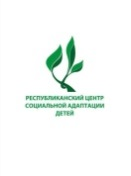 РЕСПУБЛИКАНСКИЙ ЦЕНТР
СОЦИАЛЬНОЙ АДАПТАЦИИ
ДЕТЕЙ